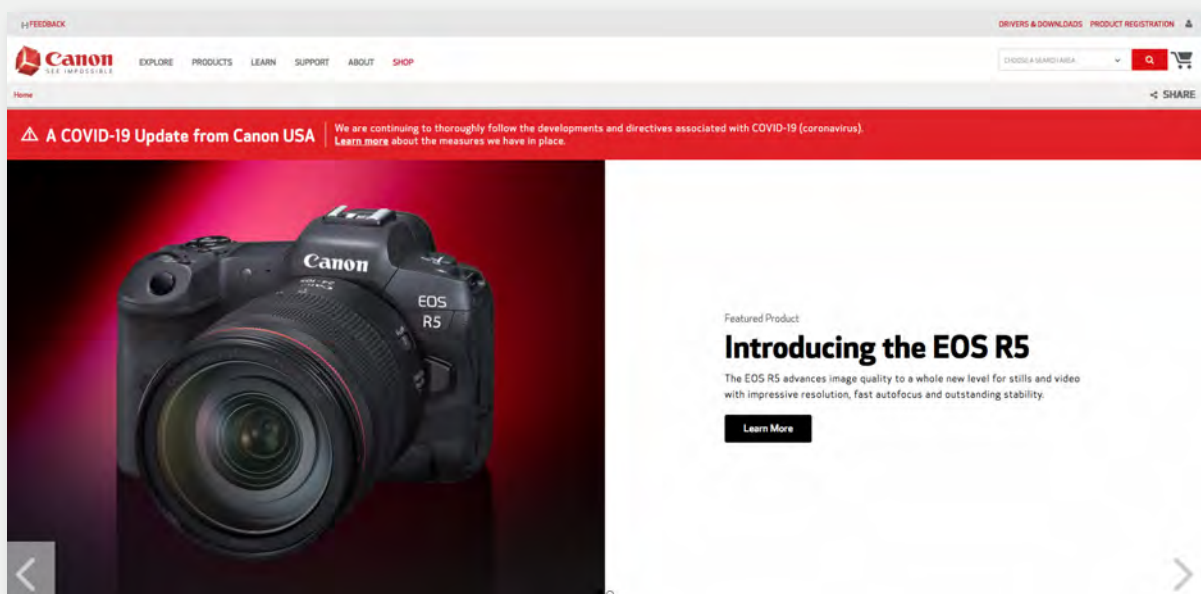 [+] FEEDBACK
DRIVERS & DOWNLOADS PRODUCT REGISTRATION
Canon
SEE IMPOSSIBLE
EXPLORE PRODUCTS LEARN SUPPORT ABOUT SHOP
CHOOSE A SEARCH AREA
Home
SHARE
A COVID-19 Update from Canon USA
We are continuing to thoroughly follow the developments and directives associated with COVID-19 (coronavirus).
Learn more about the measures we have in place.
Canon
Canon
EOS
R5
Featured Product
Introducing the EOS R5
The EOS R5 advances image quality to a whole new level for stills and video
with impressive resolution, fast autofocus and outstanding stability.
Learn More